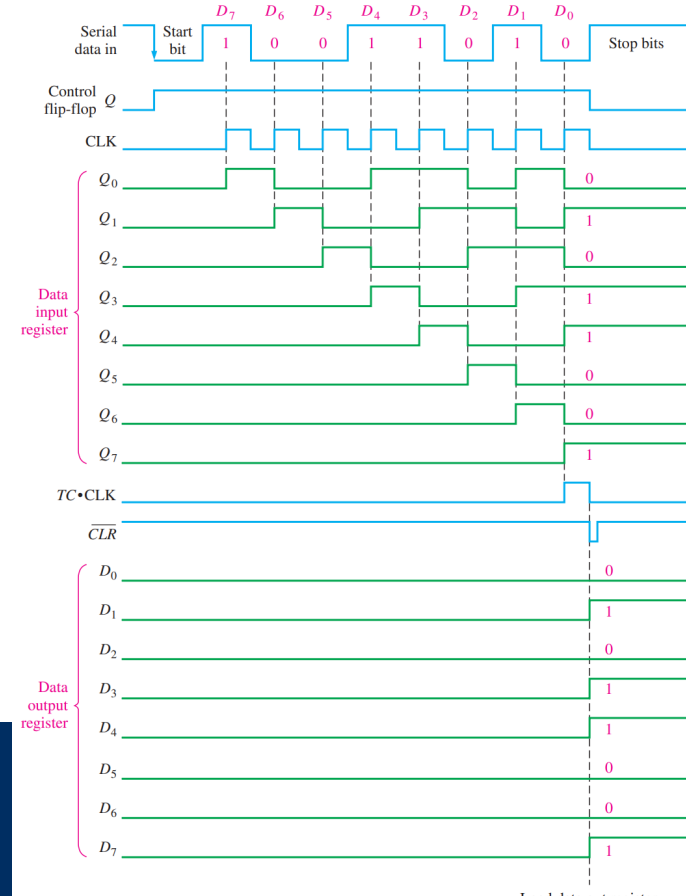 D7 D6 D5 D4 D3 D2 D1 D0
Serial
data in
Start
bit
1 0 0 1 1 0 1 0
Stop bits
Control
flip-flop
Q
CLK
Q0 0
Q1 1
Q2 0
Data
input
register
Q3 1
Q4 1
Q5 0
Q6 0
Q7 1
TC•CLK
C̅L̅R̅
D0 0
D1 1
D2 0
Data
output
register
D3 1
D4 1
D5 0
D6 0
D7 1